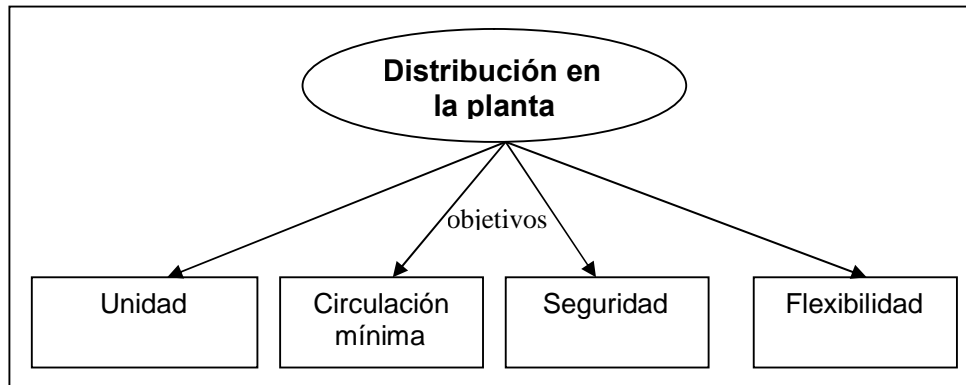 Distribución en
la planta
objetivos
Unidad
Circulación
mínima
Seguridad
Flexibilidad